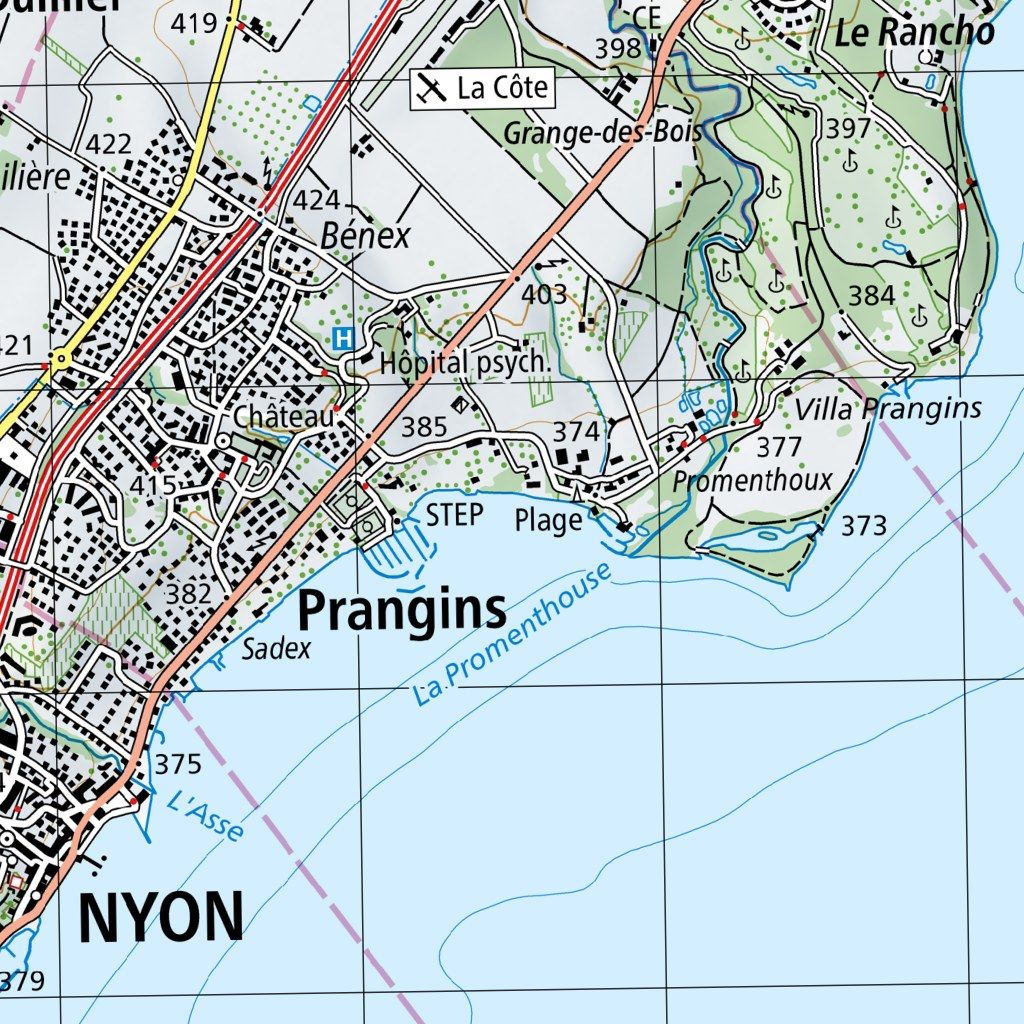 419
CE
398
Le Rancho
La Côte
Grange-des-Bois
397
422
424
Bénex
403
384
H
Hôpital psych.
Château
385
374
Villa Prangins
377
415
Promenthoux
STEP
Plage
373
382
Prangins
Sadex
La Promenthouse
375
L'Asse
NYON
379